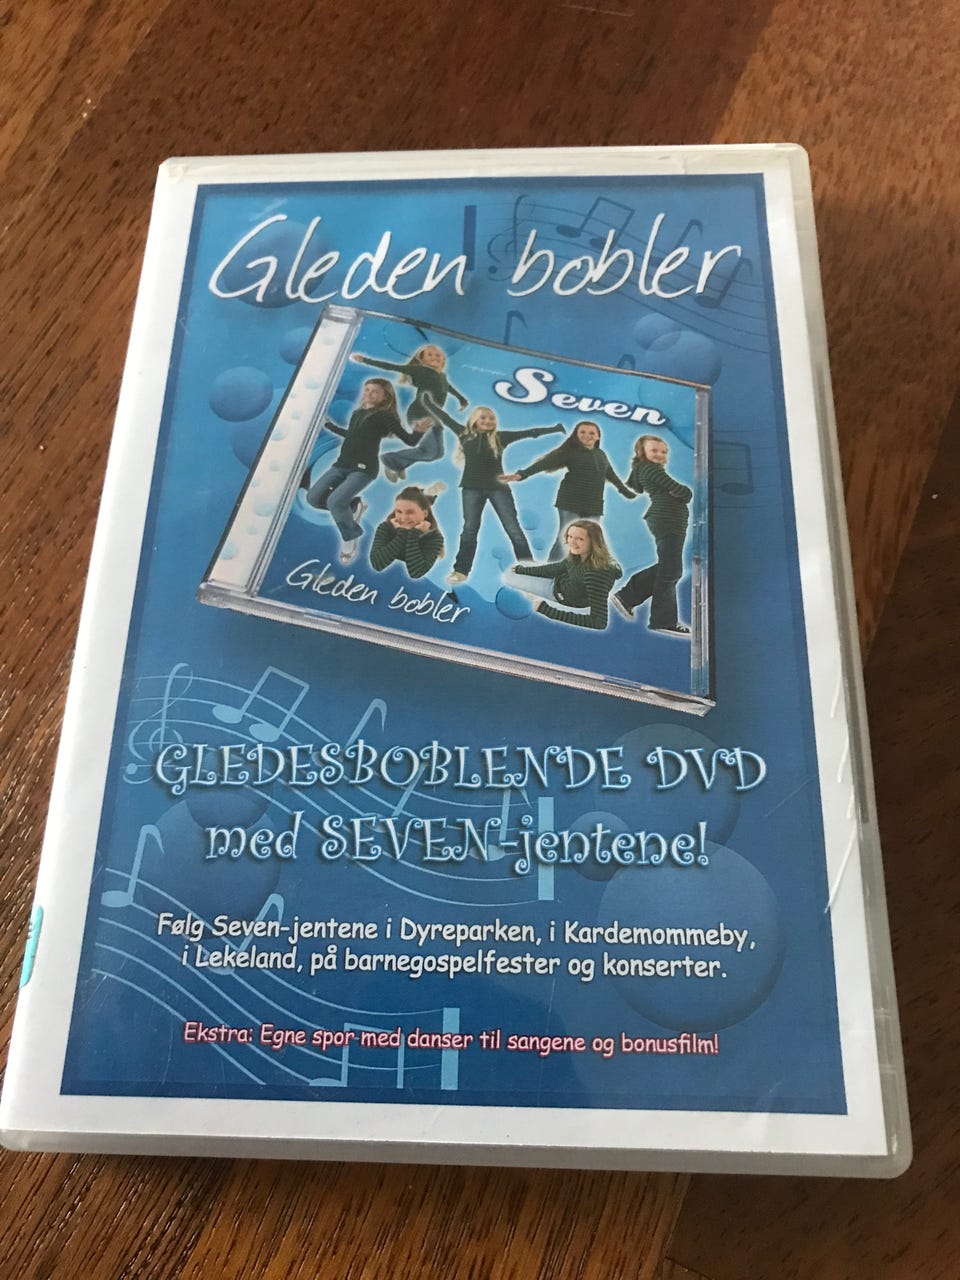 Gleden bobler
Seven
Gleden bobler
GLEDESBOBLENDE DVD
med SEVEN-jentene!
Følg Seven-jentene i Dyreparken, i Kardemommeby,
i Lekeland, på barnegospelfester og konserter.
Ekstra: Egne spor med danser til sangene og bonusfilm!